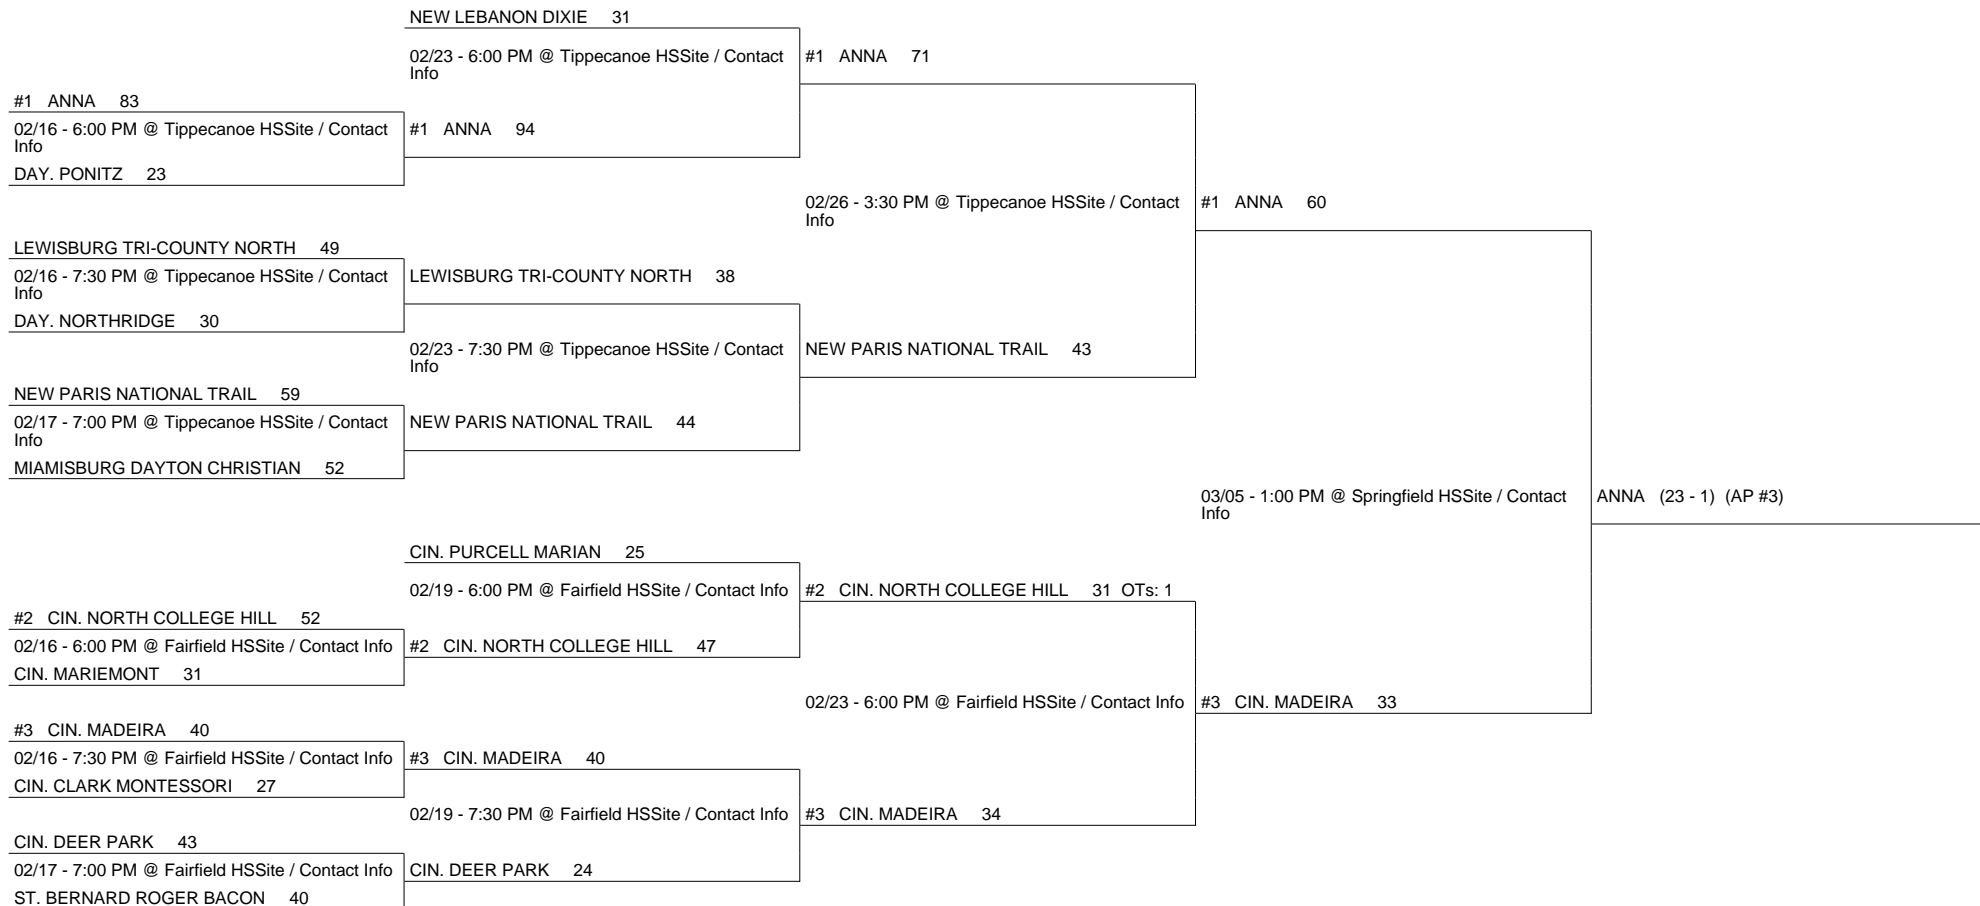 NEW LEBANON DIXIE 31
02/23 - 6:00 PM @ Tippecanoe HSSite / Contact
Info
#1 ANNA 71
#1 ANNA 83
02/16 - 6:00 PM @ Tippecanoe HSSite / Contact
Info
#1 ANNA 94
DAY. PONITZ 23
02/26 - 3:30 PM @ Tippecanoe HSSite / Contact
Info
#1 ANNA 60
LEWISBURG TRI-COUNTY NORTH 49
02/16 - 7:30 PM @ Tippecanoe HSSite / Contact
Info
LEWISBURG TRI-COUNTY NORTH 38
DAY. NORTHRIDGE 30
02/23 - 7:30 PM @ Tippecanoe HSSite / Contact
Info
NEW PARIS NATIONAL TRAIL 43
NEW PARIS NATIONAL TRAIL 59
02/17 - 7:00 PM @ Tippecanoe HSSite / Contact
Info
NEW PARIS NATIONAL TRAIL 44
MIAMISBURG DAYTON CHRISTIAN 52
03/05 - 1:00 PM @ Springfield HSSite / Contact
Info
ANNA (23 - 1) (AP #3)
CIN. PURCELL MARIAN 25
02/19 - 6:00 PM @ Fairfield HSSite / Contact Info
#2 CIN. NORTH COLLEGE HILL 31 OTs: 1
#2 CIN. NORTH COLLEGE HILL 52
02/16 - 6:00 PM @ Fairfield HSSite / Contact Info
#2 CIN. NORTH COLLEGE HILL 47
CIN. MARIEMONT 31
02/23 - 6:00 PM @ Fairfield HSSite / Contact Info
#3 CIN. MADEIRA 33
#3 CIN. MADEIRA 40
02/16 - 7:30 PM @ Fairfield HSSite / Contact Info
#3 CIN. MADEIRA 40
CIN. CLARK MONTESSORI 27
02/19 - 7:30 PM @ Fairfield HSSite / Contact Info
#3 CIN. MADEIRA 34
CIN. DEER PARK 43
02/17 - 7:00 PM @ Fairfield HSSite / Contact Info
CIN. DEER PARK 24
ST. BERNARD ROGER BACON 40